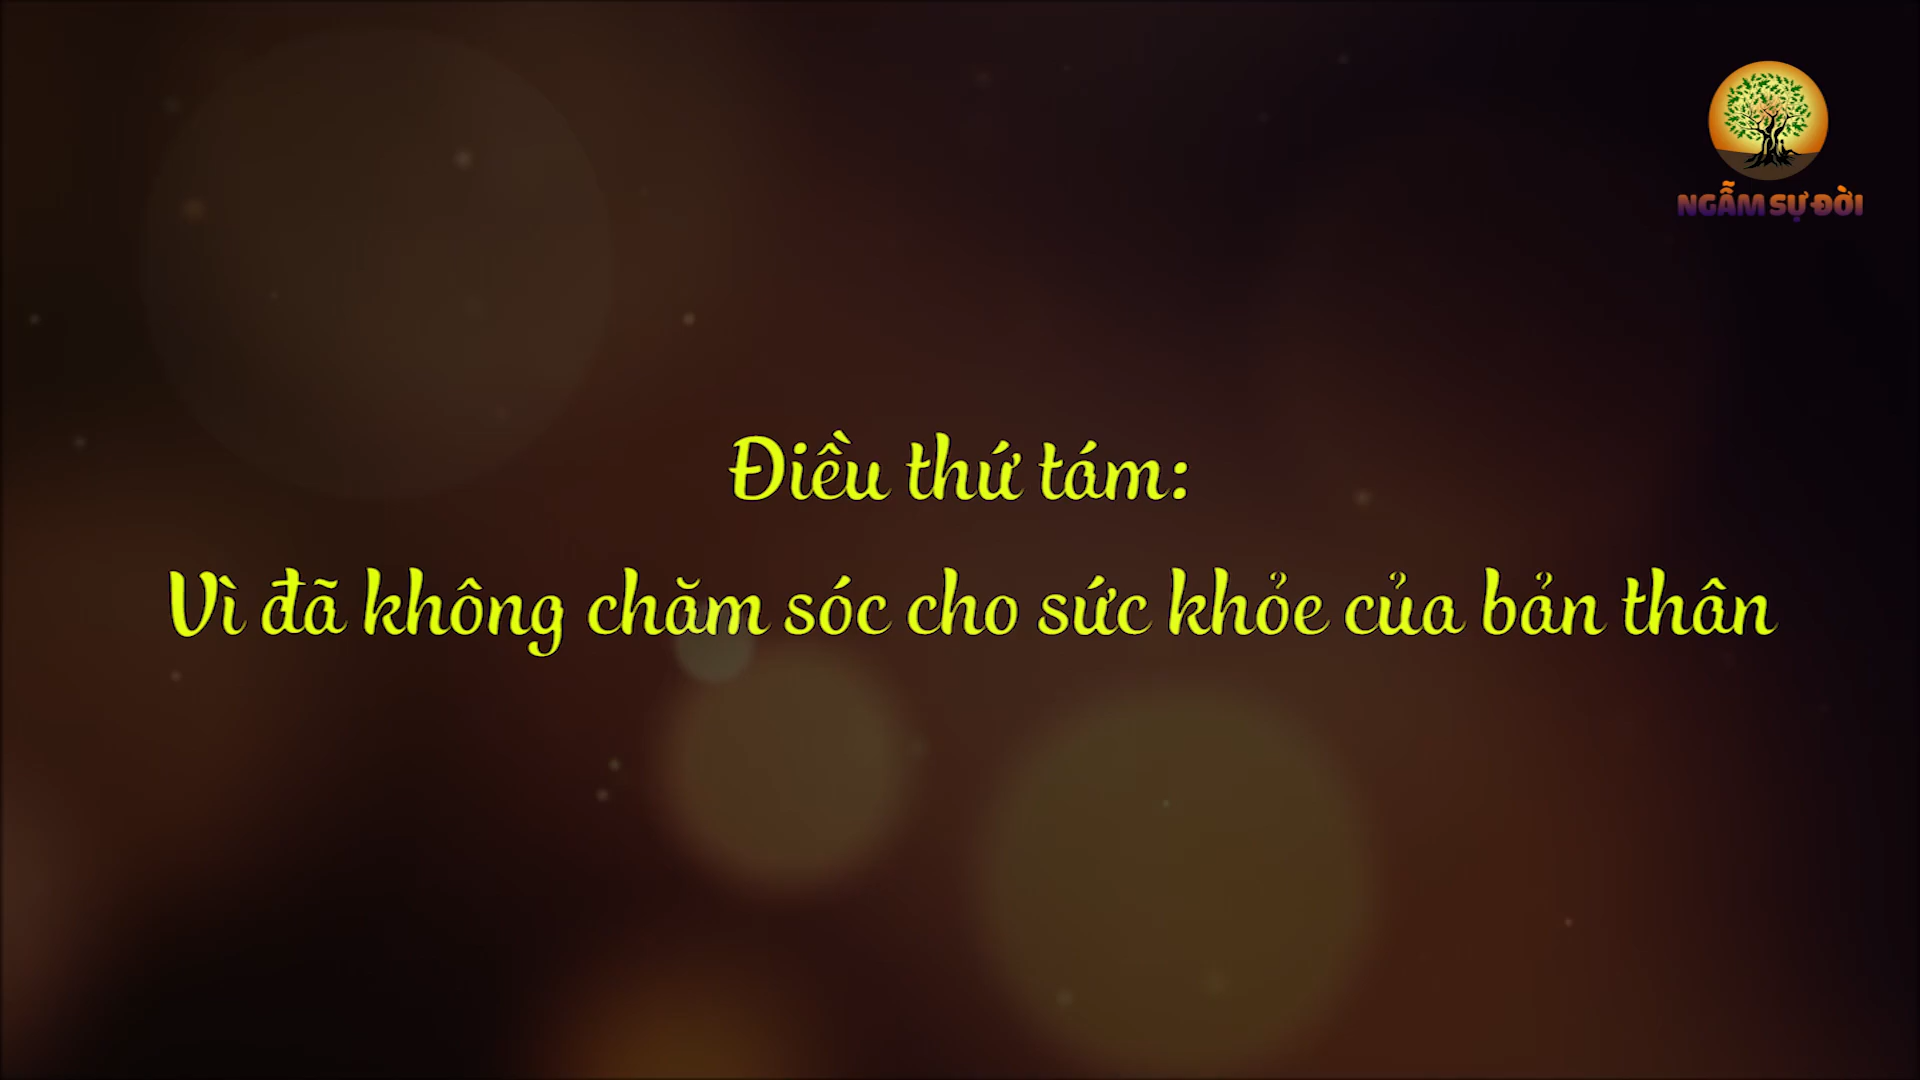 NGẪM SỰ ĐỜI
Điều thứ tám:
Vì đã không chăm sóc cho sức khỏe của bản thân